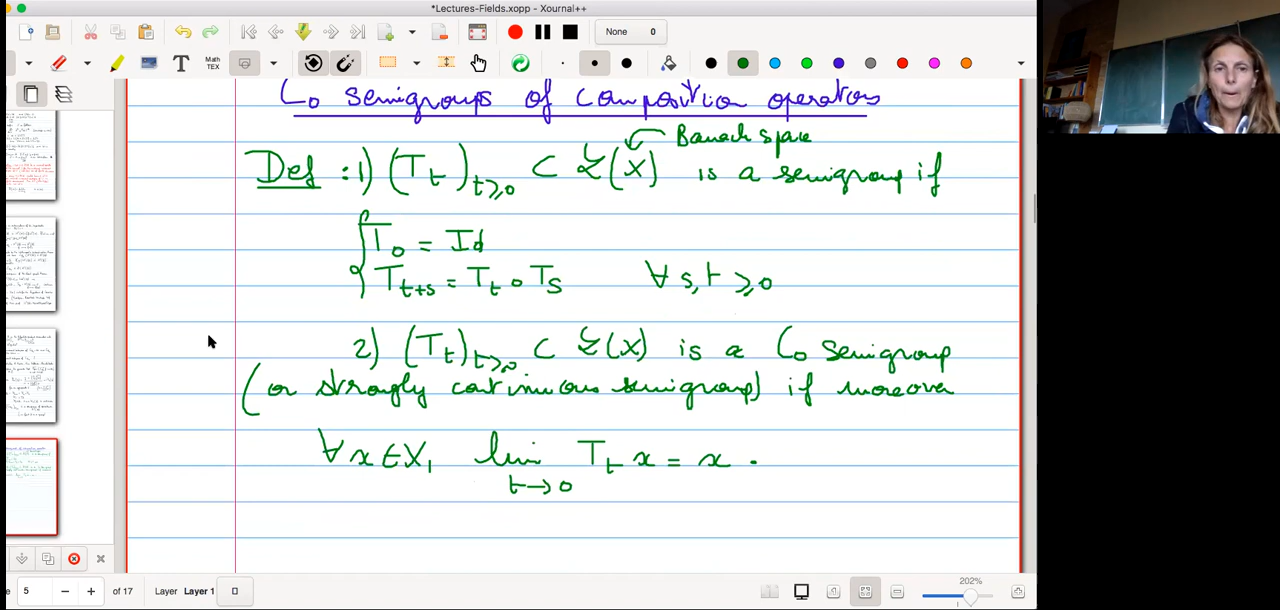 *Lectures-Fields.xopp — Xournal++
None 0
C₀ semigroups of composition operators
Banach space
Def : 1) (T_t)_{t⩾0} ⊂ ℒ(X) is a semigroup if
{ T_0 = Id
T_{t+s} = T_t ∘ T_s ∀ s,t ⩾0
2) (T_t)_{t⩾0} ⊂ ℒ(X) is a C₀ semigroup
(or strongly continuous semigroup) if moreover
∀ x ∈ X, lim_{t→0} T_t x = x .
5 of 17 Layer Layer 1 202%